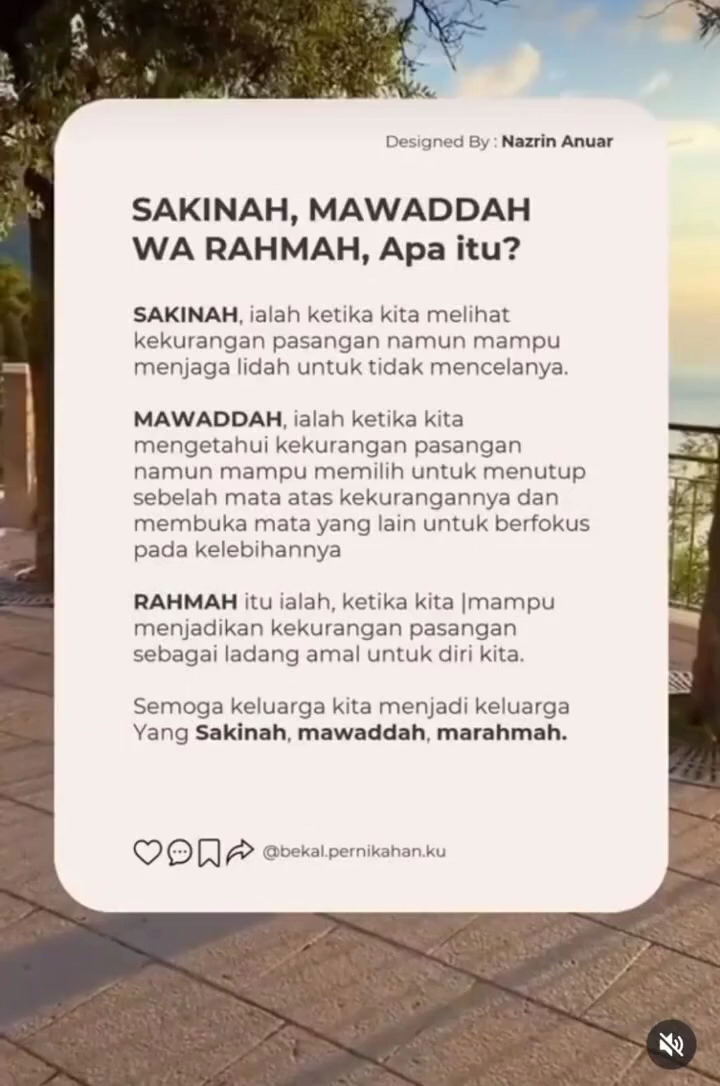 Designed By : Nazrin Anuar
SAKINAH, MAWADDAH
WA RAHMAH, Apa itu?
SAKINAH, ialah ketika kita melihat
kekurangan pasangan namun mampu
menjaga lidah untuk tidak mencelanya.
MAWADDAH, ialah ketika kita
mengetahui kekurangan pasangan
namun mampu memilih untuk menutup
sebelah mata atas kekurangannya dan
membuka mata yang lain untuk berfokus
pada kelebihannya
RAHMAH itu ialah, ketika kita |mampu
menjadikan kekurangan pasangan
sebagai ladang amal untuk diri kita.
Semoga keluarga kita menjadi keluarga
Yang Sakinah, mawaddah, marahmah.
@bekal.pernikahan.ku